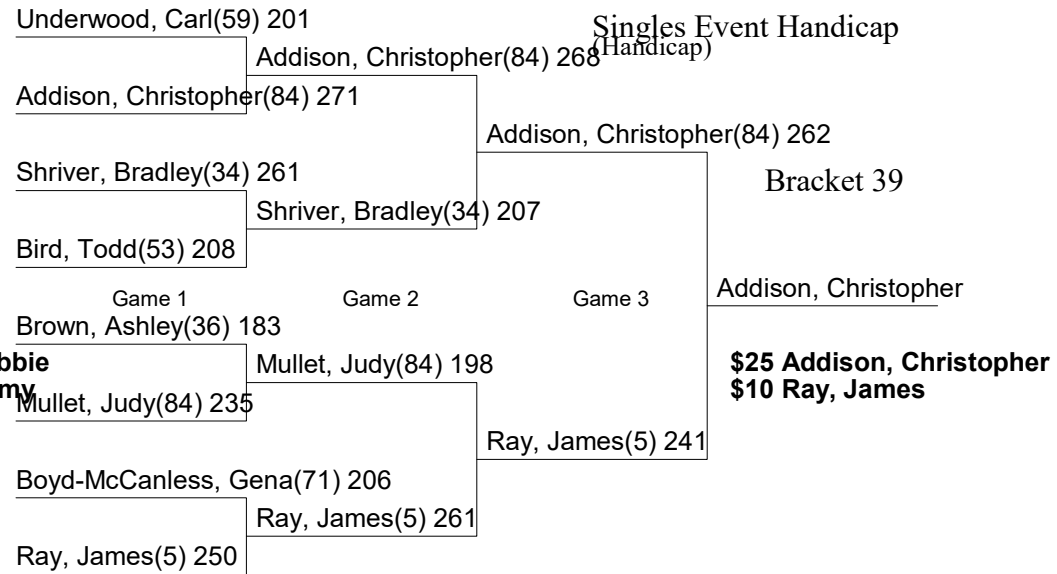 Underwood, Carl(59) 201
Singles Event Handicap
(Handicap)
Addison, Christopher(84) 268
Addison, Christopher(84) 271
Addison, Christopher(84) 262
Shriver, Bradley(34) 261
Bracket 39
Shriver, Bradley(34) 207
Bird, Todd(53) 208
Game 1
Game 2
Game 3
Addison, Christopher
Brown, Ashley(36) 183
Mullet, Judy(84) 198
bbie
$25 Addison, Christopher
my
$10 Ray, James
Mullet, Judy(84) 235
Ray, James(5) 241
Boyd-McCanless, Gena(71) 206
Ray, James(5) 261
Ray, James(5) 250